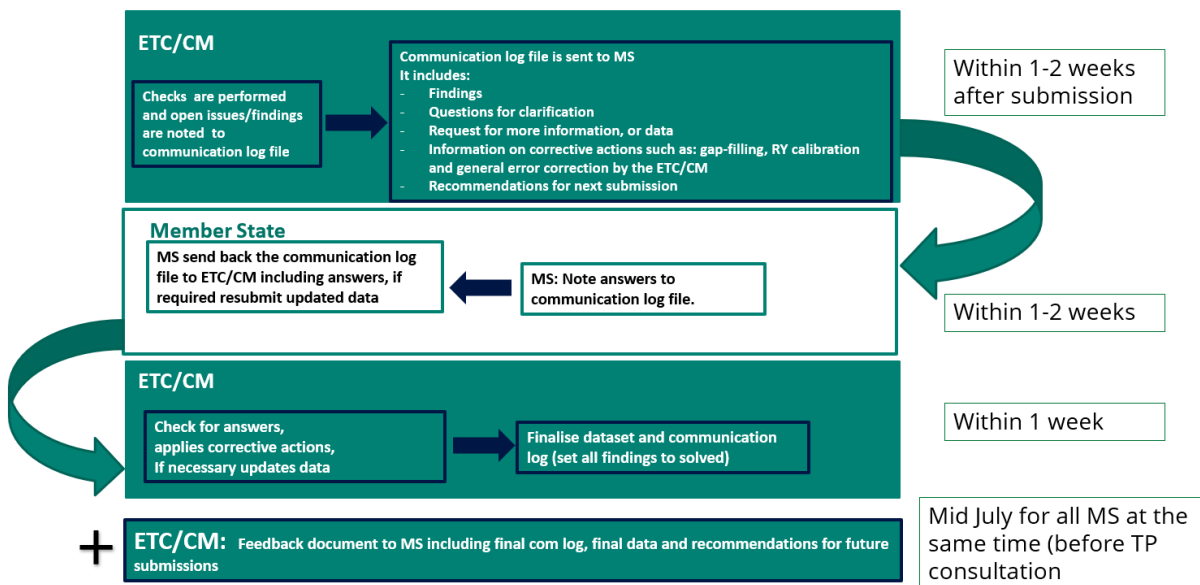 ETC/CM
Checks are performed
and open issues/findings
are noted to
communication log file
Communication log file is sent to MS
It includes:
- Findings
- Questions for clarification
- Request for more information, or data
- Information on corrective actions such as: gap-filling, RY calibration
and general error correction by the ETC/CM
- Recommendations for next submission
Within 1-2 weeks
after submission
Member State
MS send back the communication log
file to ETC/CM including answers, if
required resubmit updated data
MS: Note answers to
communication log file.
Within 1-2 weeks
ETC/CM
Check for answers,
applies corrective actions,
If necessary updates data
Finalise dataset and communication
log (set all findings to solved)
Within 1 week
+
ETC/CM: Feedback document to MS including final com log, final data and recommendations for future
submissions
Mid July for all MS at the
same time (before TP
consultation